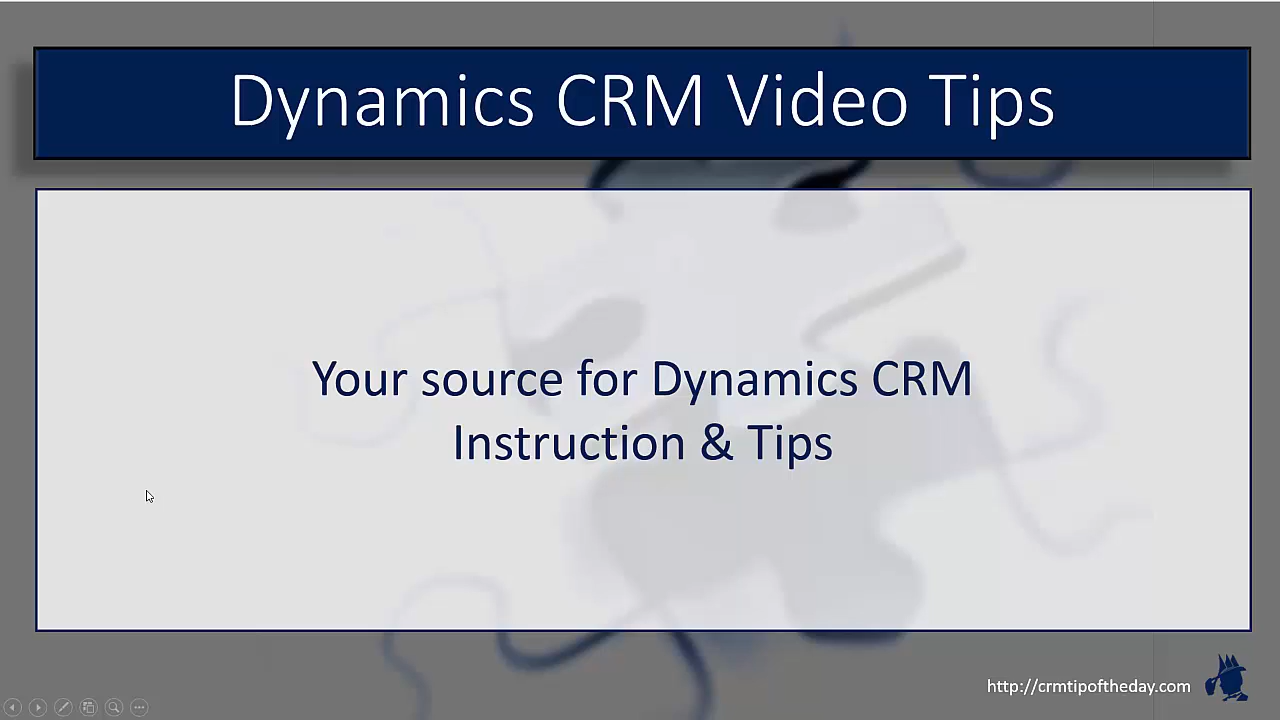 Dynamics CRM Video Tips
Your source for Dynamics CRM
Instruction & Tips
http://crmtipoftheday.com